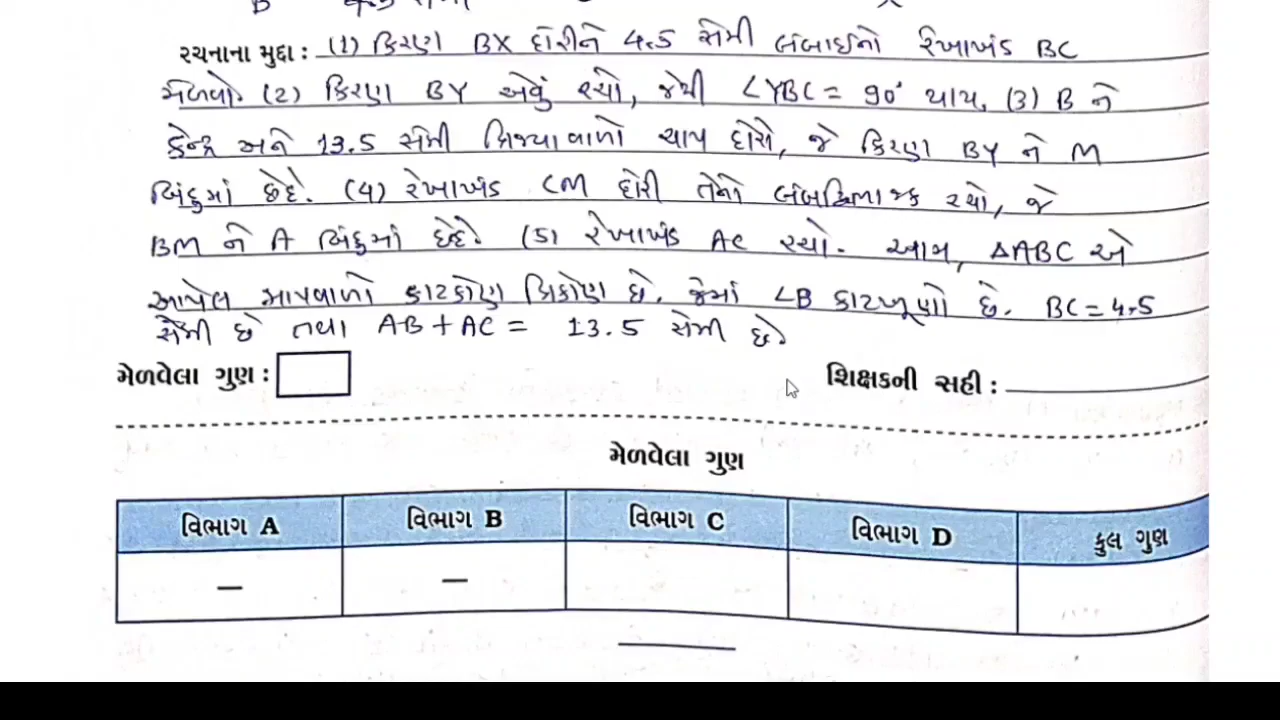 B
રચનાના મુદ્દા : (1) કિરણ BX દોરીને 4.5 સેમી લંબાઈનો રેખાખંડ BC
મેળવો. (2) કિરણ BY એવું રચો, જેથી ∠YBC = 90° થાય. (3) B ને
કેન્દ્ર અને 13.5 સેમી ત્રિજ્યાવાળો ચાપ દોરો, જે કિરણ BY ને M
બિંદુમાં છેદે. (4) રેખાખંડ CM દોરી તેનો લંબદ્વિભાજક રચો, જે
BM ને A બિંદુમાં છેદે. (5) રેખાખંડ AC રચો. આમ, △ABC એ
આપેલ માપવાળો કાટકોણ ત્રિકોણ છે. જેમાં ∠B કાટખૂણો છે. BC = 4.5
સેમી છે તથા AB + AC = 13.5 સેમી છે.
મેળવેલા ગુણ : શિક્ષકની સહી :
મેળવેલા ગુણ
વિભાગ A વિભાગ B વિભાગ C વિભાગ D કુલ ગુણ
— —